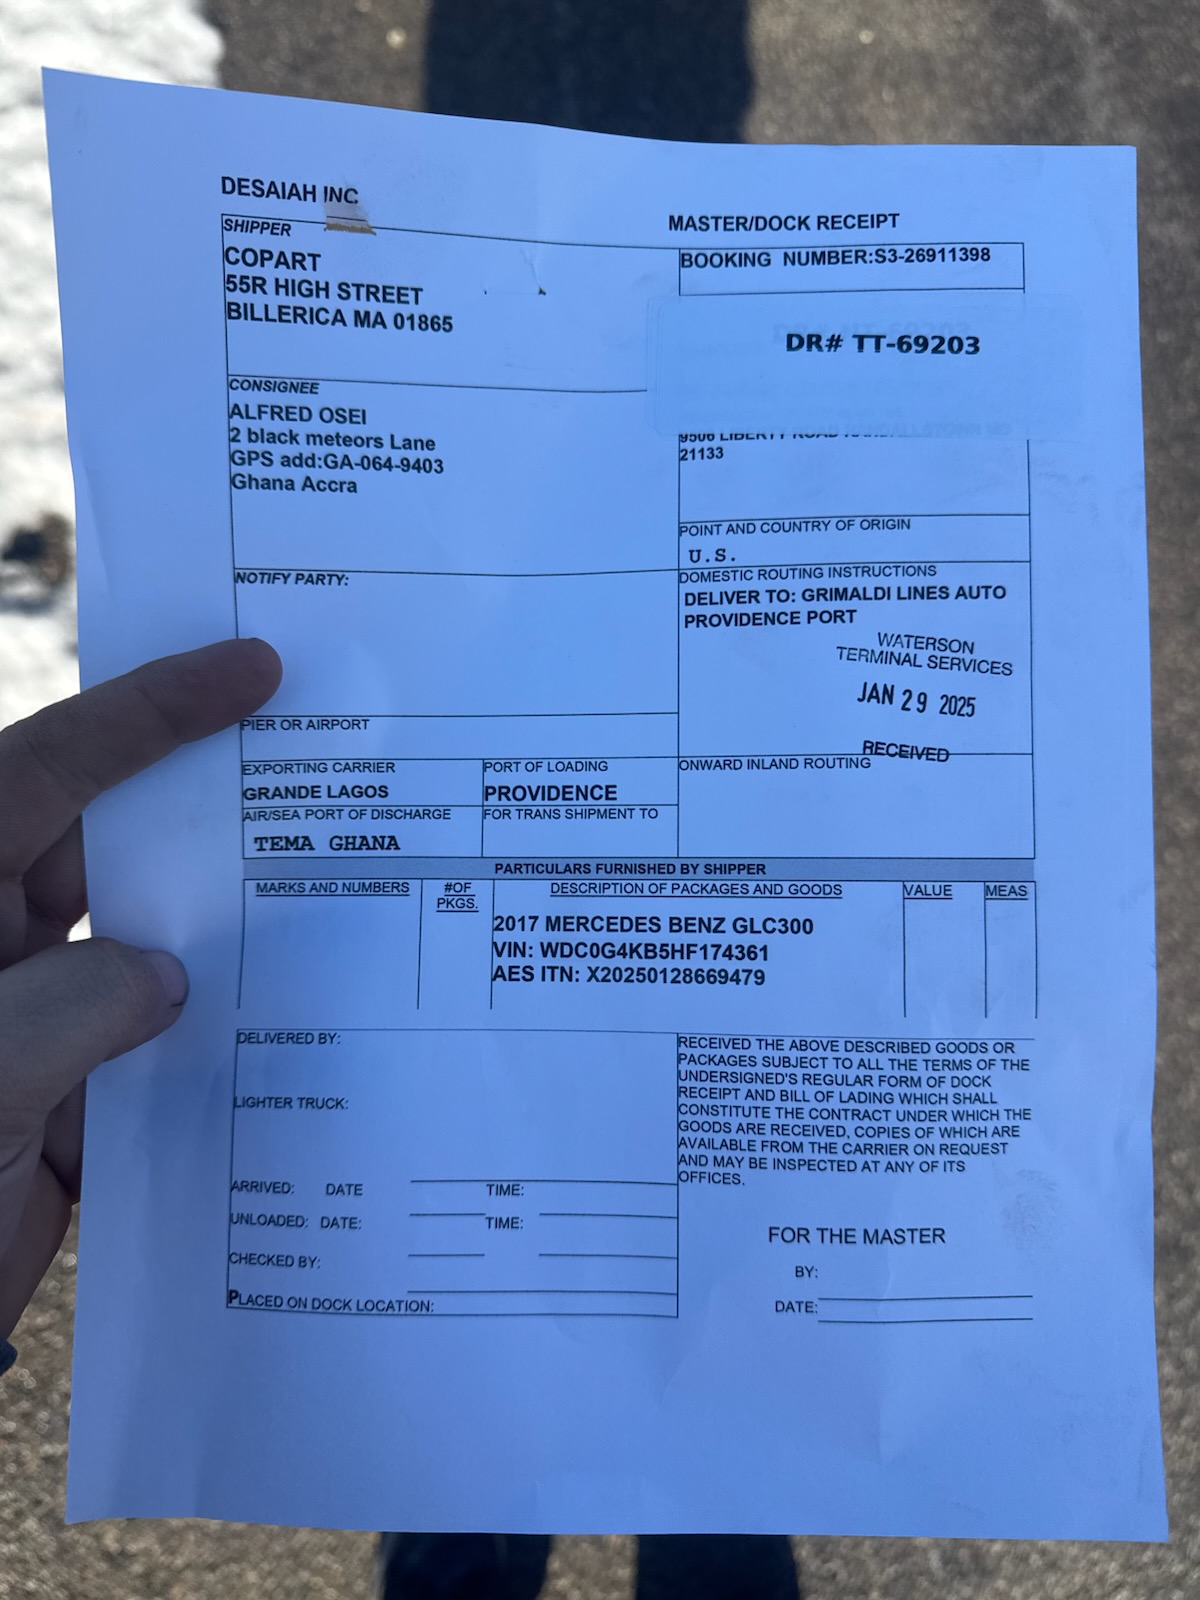 DESAIAH INC
MASTER/DOCK RECEIPT
SHIPPER
COPART
55R HIGH STREET
BILLERICA MA 01865
BOOKING NUMBER:S3-26911398
DR# TT-69203
CONSIGNEE
ALFRED OSEI
2 black meteors Lane
GPS add:GA-064-9403
Ghana Accra
9506 LIBERTY ROAD RANDALLSTOWN MD
21133
POINT AND COUNTRY OF ORIGIN
U.S.
NOTIFY PARTY:
DOMESTIC ROUTING INSTRUCTIONS
DELIVER TO: GRIMALDI LINES AUTO
PROVIDENCE PORT
WATERSON
TERMINAL SERVICES
JAN 29 2025
RECEIVED
PIER OR AIRPORT
EXPORTING CARRIER
GRANDE LAGOS
PORT OF LOADING
PROVIDENCE
ONWARD INLAND ROUTING
AIR/SEA PORT OF DISCHARGE
TEMA GHANA
FOR TRANS SHIPMENT TO
PARTICULARS FURNISHED BY SHIPPER
MARKS AND NUMBERS
#OF
PKGS.
DESCRIPTION OF PACKAGES AND GOODS
VALUE
MEAS
2017 MERCEDES BENZ GLC300
VIN: WDC0G4KB5HF174361
AES ITN: X20250128669479
DELIVERED BY:
LIGHTER TRUCK:
ARRIVED: DATE TIME:
UNLOADED: DATE: TIME:
CHECKED BY:
PLACED ON DOCK LOCATION:
RECEIVED THE ABOVE DESCRIBED GOODS OR
PACKAGES SUBJECT TO ALL THE TERMS OF THE
UNDERSIGNED'S REGULAR FORM OF DOCK
RECEIPT AND BILL OF LADING WHICH SHALL
CONSTITUTE THE CONTRACT UNDER WHICH THE
GOODS ARE RECEIVED, COPIES OF WHICH ARE
AVAILABLE FROM THE CARRIER ON REQUEST
AND MAY BE INSPECTED AT ANY OF ITS
OFFICES.
FOR THE MASTER
BY:
DATE: